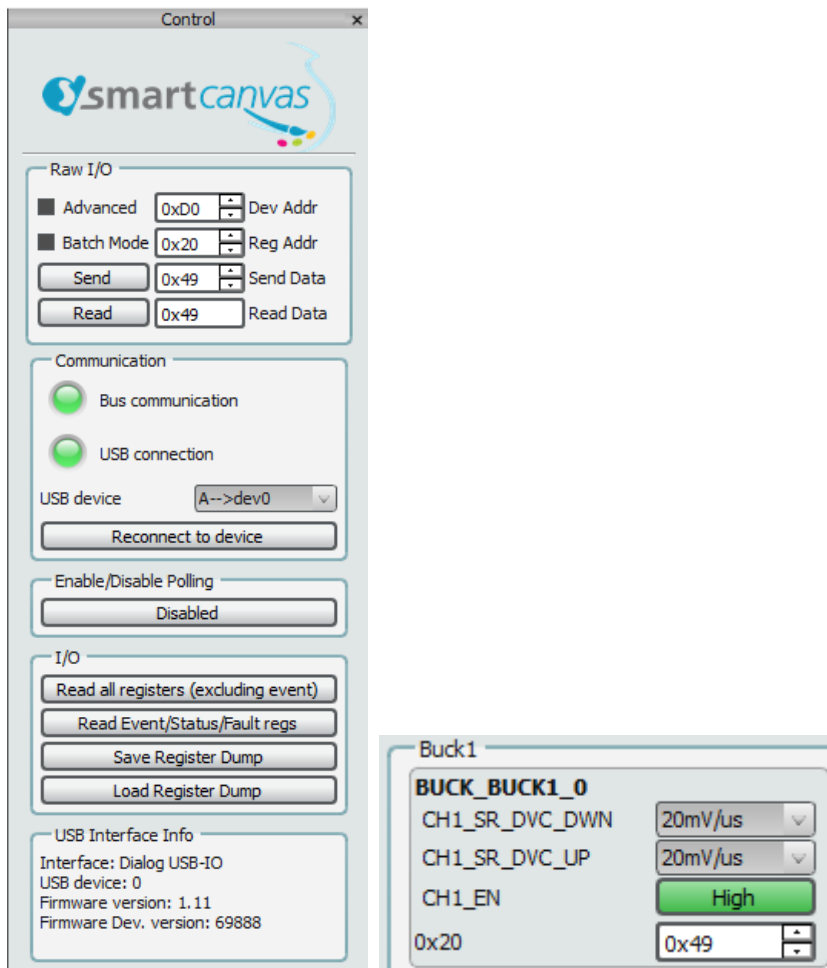 Control
smartcanvas
Raw I/O
Advanced 0xD0 Dev Addr
Batch Mode 0x20 Reg Addr
Send 0x49 Send Data
Read 0x49 Read Data
Communication
Bus communication
USB connection
USB device A-->dev0
Reconnect to device
Enable/Disable Polling
Disabled
I/O
Read all registers (excluding event)
Read Event/Status/Fault regs
Save Register Dump
Load Register Dump
USB Interface Info
Interface: Dialog USB-IO
USB device: 0
Firmware version: 1.11
Firmware Dev. version: 69888
Buck1
BUCK_BUCK1_0
CH1_SR_DVC_DWN 20mV/us
CH1_SR_DVC_UP 20mV/us
CH1_EN High
0x20 0x49